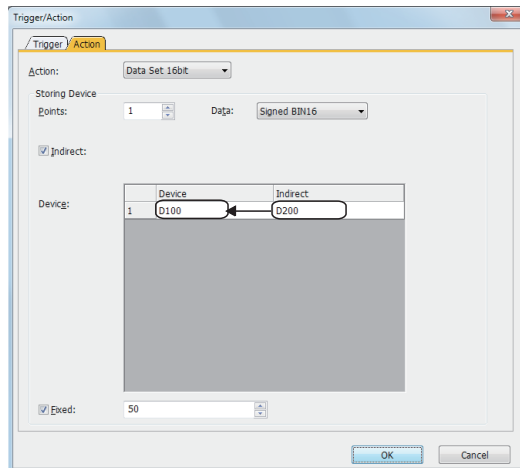 Trigger/Action
Trigger Action
Action: Data Set 16bit
Storing Device
Points: 1 Data: Signed BIN16
Indirect:
Device Indirect
Device:
1 D100 D200
Fixed: 50
OK Cancel